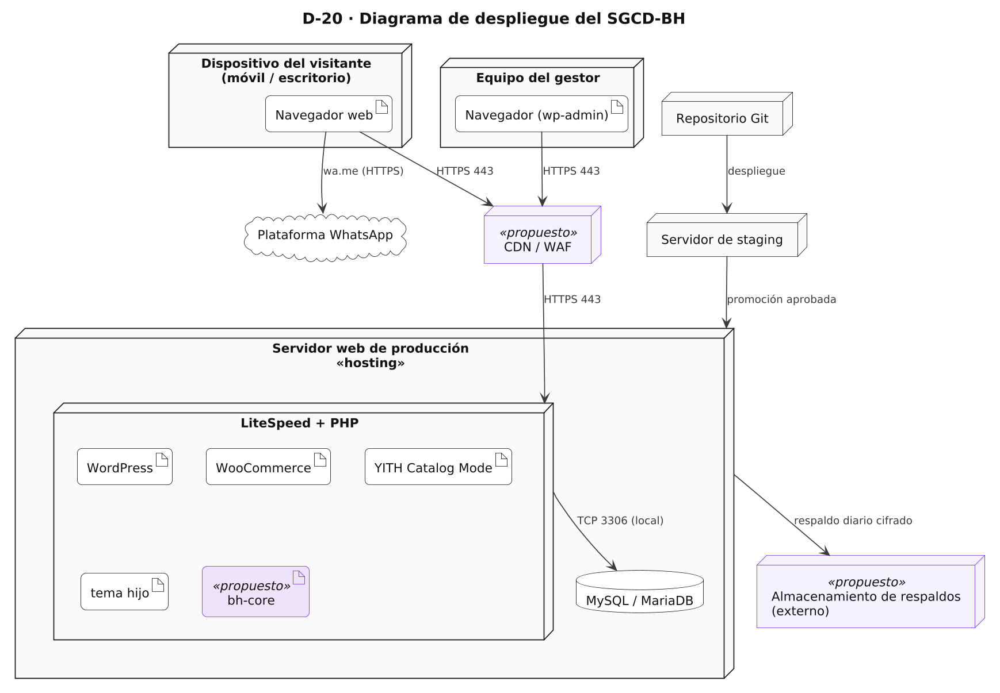 D-20 · Diagrama de despliegue del SGCD-BH
Dispositivo del visitante
(móvil / escritorio)
Navegador web
Equipo del gestor
Navegador (wp-admin)
Repositorio Git
wa.me (HTTPS)
HTTPS 443
HTTPS 443
despliegue
Plataforma WhatsApp
«propuesto»
CDN / WAF
Servidor de staging
HTTPS 443
promoción aprobada
Servidor web de producción
«hosting»
LiteSpeed + PHP
WordPress
WooCommerce
YITH Catalog Mode
TCP 3306 (local)
respaldo diario cifrado
tema hijo
«propuesto»
bh-core
MySQL / MariaDB
«propuesto»
Almacenamiento de respaldos
(externo)